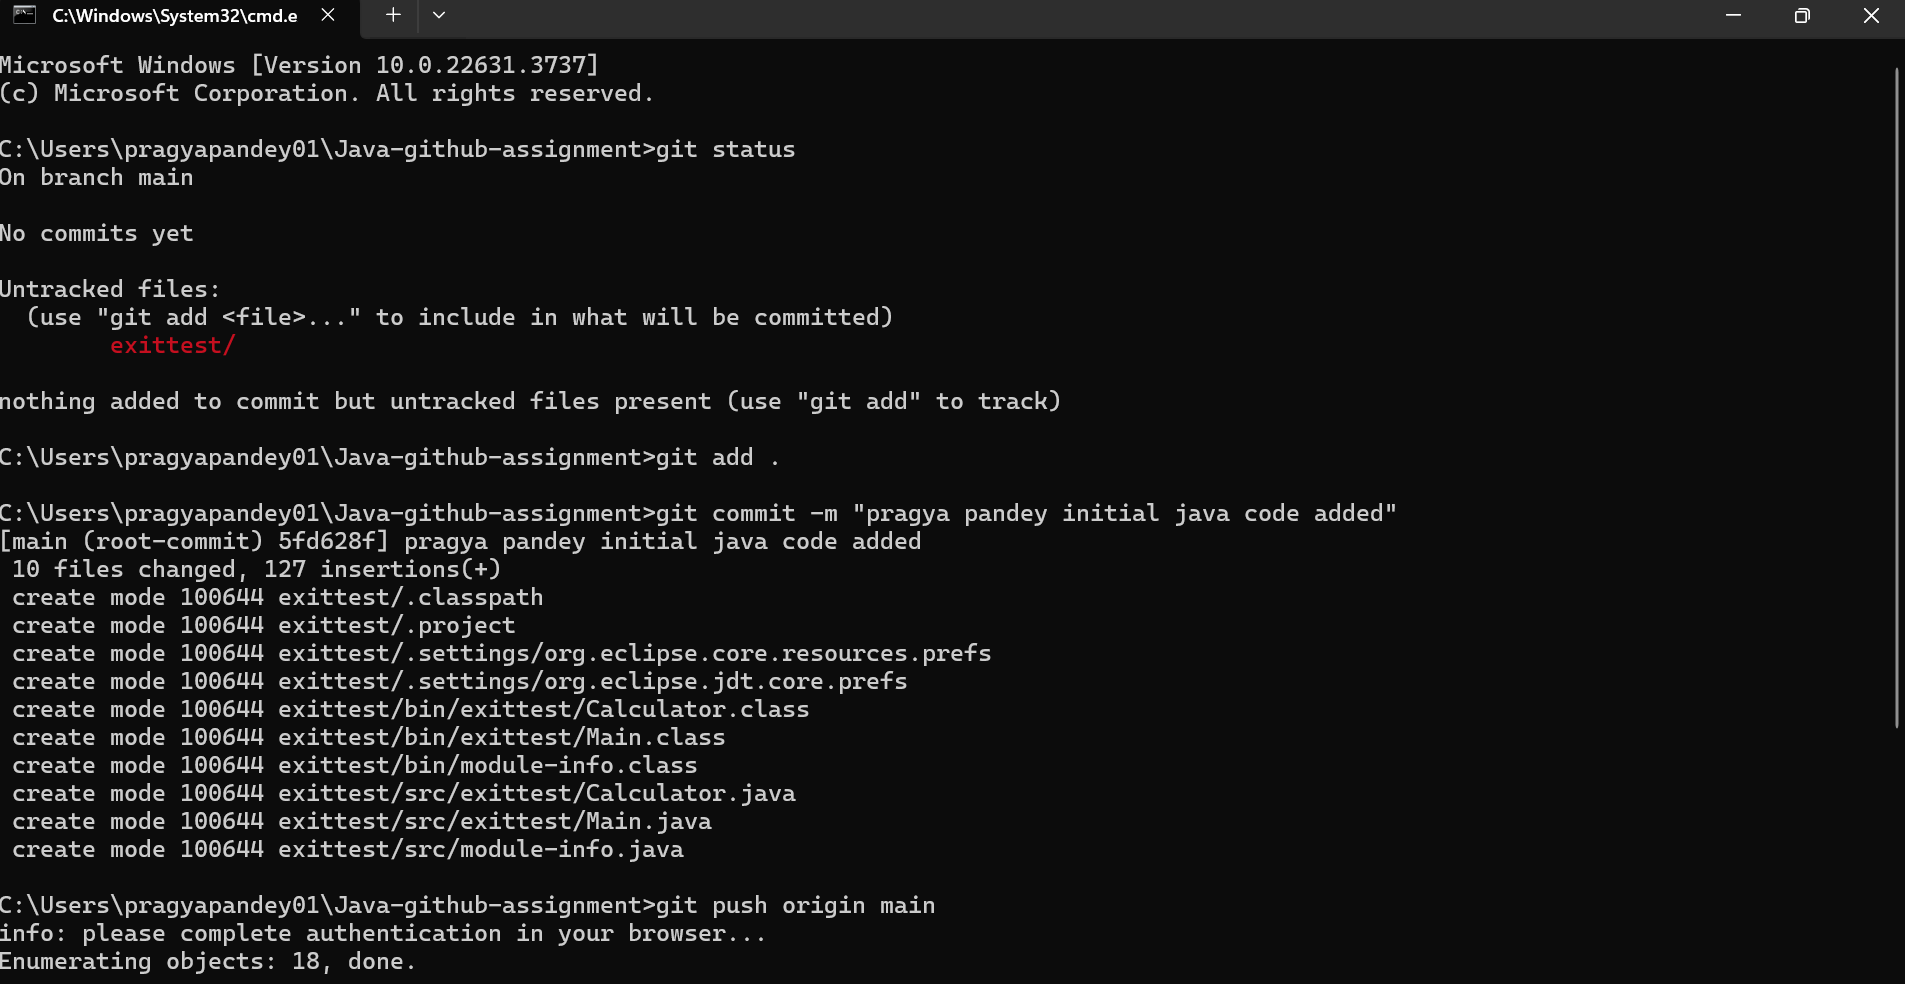 C:\Windows\System32\cmd.e
Microsoft Windows [Version 10.0.22631.3737]
(c) Microsoft Corporation. All rights reserved.
C:\Users\pragyapandey01\Java-github-assignment>git status
On branch main
No commits yet
Untracked files:
  (use "git add <file>..." to include in what will be committed)
        exittest/
nothing added to commit but untracked files present (use "git add" to track)
C:\Users\pragyapandey01\Java-github-assignment>git add .
C:\Users\pragyapandey01\Java-github-assignment>git commit -m "pragya pandey initial java code added"
[main (root-commit) 5fd628f] pragya pandey initial java code added
 10 files changed, 127 insertions(+)
 create mode 100644 exittest/.classpath
 create mode 100644 exittest/.project
 create mode 100644 exittest/.settings/org.eclipse.core.resources.prefs
 create mode 100644 exittest/.settings/org.eclipse.jdt.core.prefs
 create mode 100644 exittest/bin/exittest/Calculator.class
 create mode 100644 exittest/bin/exittest/Main.class
 create mode 100644 exittest/bin/module-info.class
 create mode 100644 exittest/src/exittest/Calculator.java
 create mode 100644 exittest/src/exittest/Main.java
 create mode 100644 exittest/src/module-info.java
C:\Users\pragyapandey01\Java-github-assignment>git push origin main
info: please complete authentication in your browser...
Enumerating objects: 18, done.